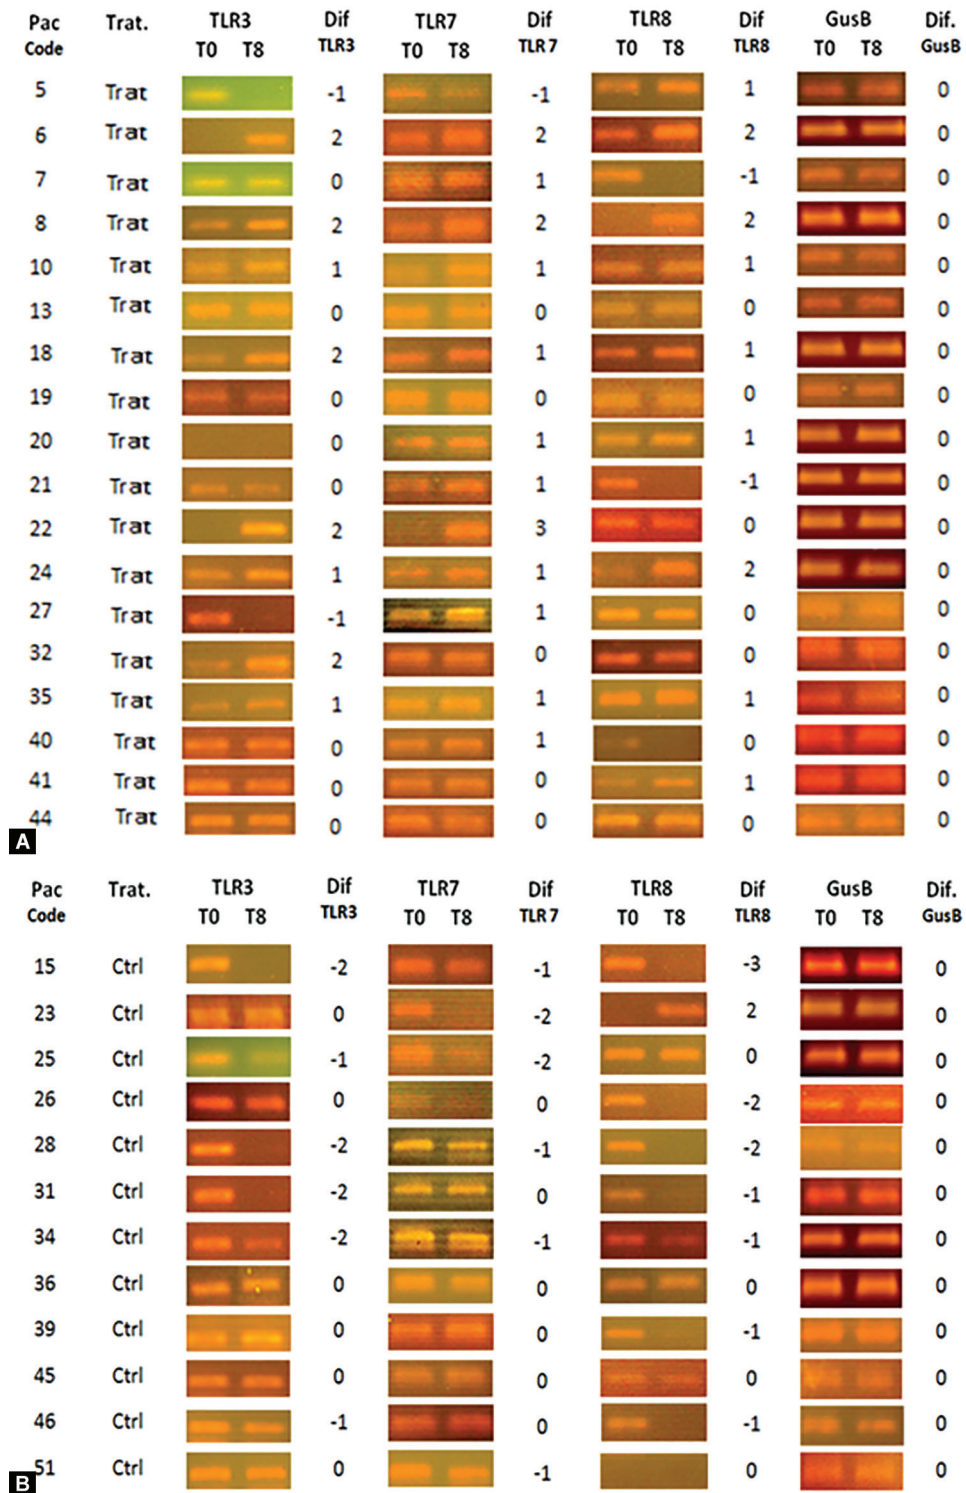 Pac Trat. TLR3 Dif TLR7 Dif TLR8 Dif GusB Dif.
Code T0 T8 TLR3 T0 T8 TLR 7 T0 T8 TLR8 T0 T8 GusB
5 Trat -1 -1 1 0
6 Trat 2 2 2 0
7 Trat 0 1 -1 0
8 Trat 2 2 2 0
10 Trat 1 1 1 0
13 Trat 0 0 0 0
18 Trat 2 1 1 0
19 Trat 0 0 0 0
20 Trat 0 1 1 0
21 Trat 0 1 -1 0
22 Trat 2 3 0 0
24 Trat 1 1 2 0
27 Trat -1 1 0 0
32 Trat 2 0 0 0
35 Trat 1 1 1 0
40 Trat 0 1 0 0
41 Trat 0 0 1 0
44 Trat 0 0 0 0
A
Pac Trat. TLR3 Dif TLR7 Dif TLR8 Dif GusB Dif.
Code T0 T8 TLR3 T0 T8 TLR 7 T0 T8 TLR8 T0 T8 GusB
15 Ctrl -2 -1 -3 0
23 Ctrl 0 -2 2 0
25 Ctrl -1 -2 0 0
26 Ctrl 0 0 -2 0
28 Ctrl -2 -1 -2 0
31 Ctrl -2 0 -1 0
34 Ctrl -2 -1 -1 0
36 Ctrl 0 0 0 0
39 Ctrl 0 0 -1 0
45 Ctrl 0 0 0 0
46 Ctrl -1 0 -1 0
51 Ctrl 0 -1 0 0
B